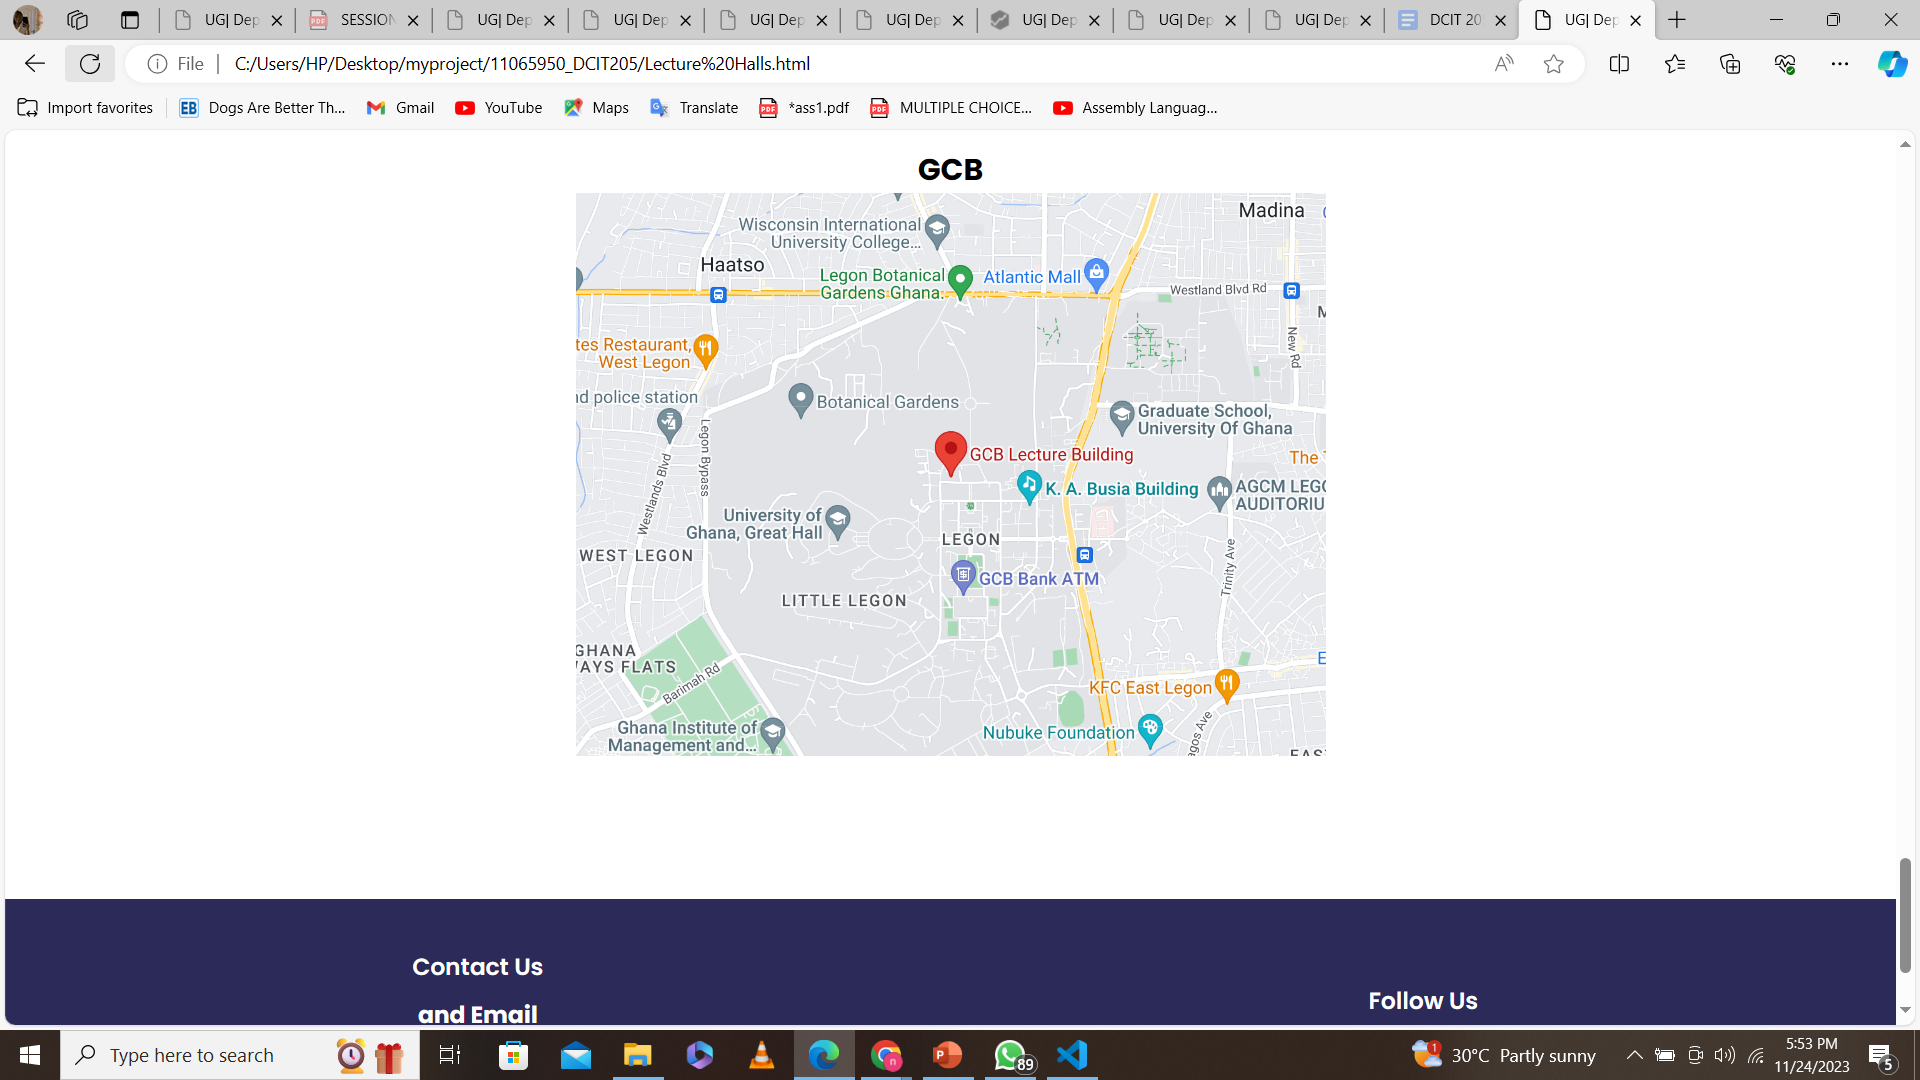 UG| Dep
SESSION
UG| Dep
UG| Dep
UG| Dep
UG| Dep
UG| Dep
UG| Dep
UG| Dep
DCIT 20
UG| Dep
File
C:/Users/HP/Desktop/myproject/11065950_DCIT205/Lecture%20Halls.html
Import favorites
EB
Dogs Are Better Th...
Gmail
YouTube
Maps
Translate
*ass1.pdf
MULTIPLE CHOICE...
Assembly Languag...
GCB
Madina
Wisconsin International
University College...
Haatso
Legon Botanical
Gardens Ghana.
Atlantic Mall
Westland Blvd Rd
New Rd
tes Restaurant,
West Legon
nd police station
Legon Bypass
Botanical Gardens
Graduate School,
University Of Ghana
GCB Lecture Building
The
Westlands Blvd
K. A. Busia Building
AGCM LEGO
AUDITORIU
University of
Ghana, Great Hall
LEGON
WEST LEGON
Trinity Ave
GCB Bank ATM
LITTLE LEGON
GHANA
AYS FLATS
Barimah Rd
KFC East Legon
Ghana Institute of
Management and...
Nubuke Foundation
agos Ave
EAS
Contact Us
and Email
Follow Us
Type here to search
89
1
30°C Partly sunny
5:53 PM
11/24/2023
5